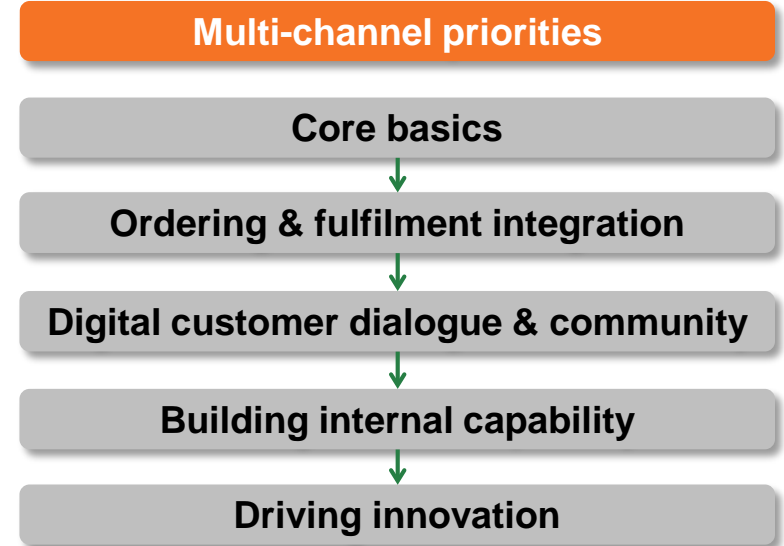 Multi-channel priorities
Core basics
Ordering & fulfilment integration
Digital customer dialogue & community
Building internal capability
Driving innovation